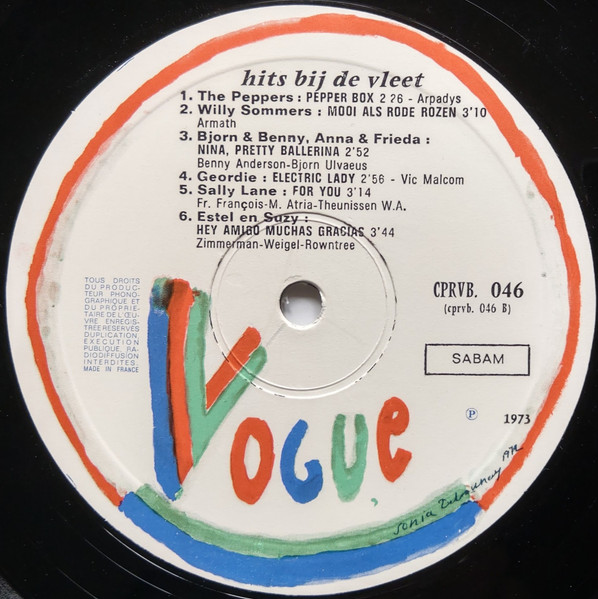 hits bij de vleet
1. The Peppers : PEPPER BOX 2 26 - Arpadys
2. Willy Sommers : MOOI ALS RODE ROZEN 3'10
Armath
3. Bjorn & Benny, Anna & Frieda :
NINA, PRETTY BALLERINA 2'52
Benny Anderson-Bjorn Ulvaeus
4. Geordie : ELECTRIC LADY 2'56 - Vic Malcom
5. Sally Lane : FOR YOU 3'14
Fr. François-M. Atria-Theunissen W.A.
6. Estel en Suzy :
HEY AMIGO MUCHAS GRACIAS 3'44
Zimmerman-Weigel-Rowntree
TOUS DROITS
DU PRODUC-
TEUR PHONO-
GRAPHIQUE ET
DU PROPRIE-
TAIRE DE L'ŒU-
VRE ENREGIS-
TREE RESERVES
DUPLICATION,
EXECUTION
PUBLIQUE, RA-
DIODIFFUSION
INTERDITES.
MADE IN FRANCE
CPRVB. 046
(cprvb. 046 B)
SABAM
℗ 1973
VOGUE
Sonia Delaunay 1972